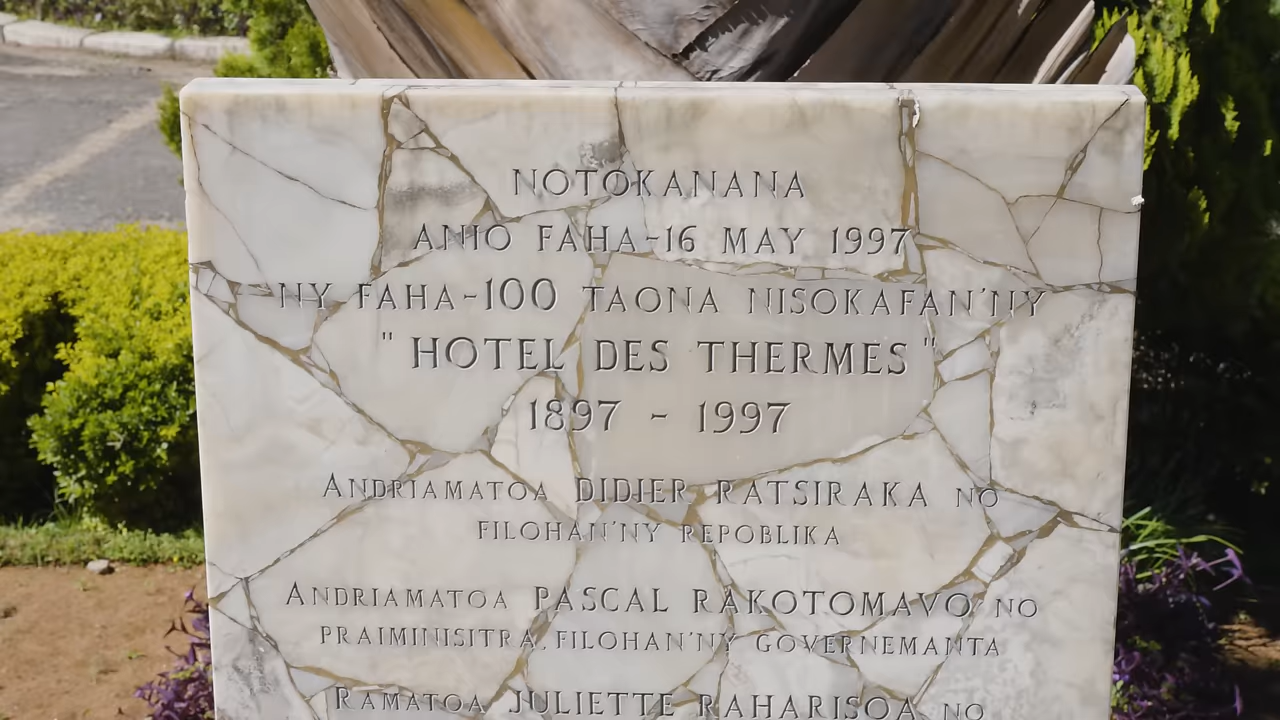 NOTOKANANA
ANIO FAHA-16 MAY 1997
NY FAHA-100 TAONA NISOKAFAN'NY
" HOTEL DES THERMES "
1897 - 1997
ANDRIAMATOA DIDIER RATSIRAKA NO
FILOHAN'NY REPOBLIKA
ANDRIAMATOA PASCAL RAKOTOMAVO NO
PRAIMINISITRA, FILOHAN'NY GOVERNEMANTA
RAMATOA JULIETTE RAHARISOA NO